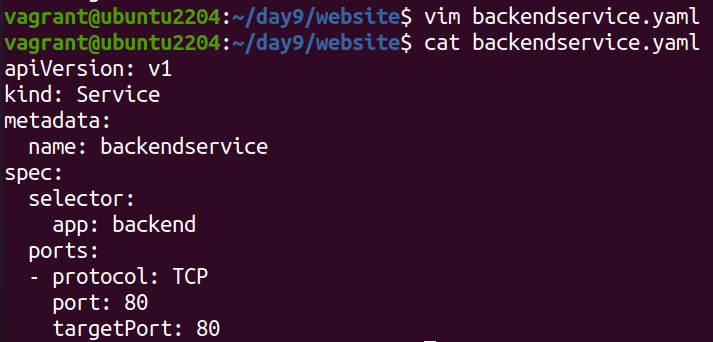 vagrant@ubuntu2204:~/day9/website$ vim backendservice.yaml
vagrant@ubuntu2204:~/day9/website$ cat backendservice.yaml
apiVersion: v1
kind: Service
metadata:
  name: backendservice
spec:
  selector:
    app: backend
  ports:
  - protocol: TCP
    port: 80
    targetPort: 80